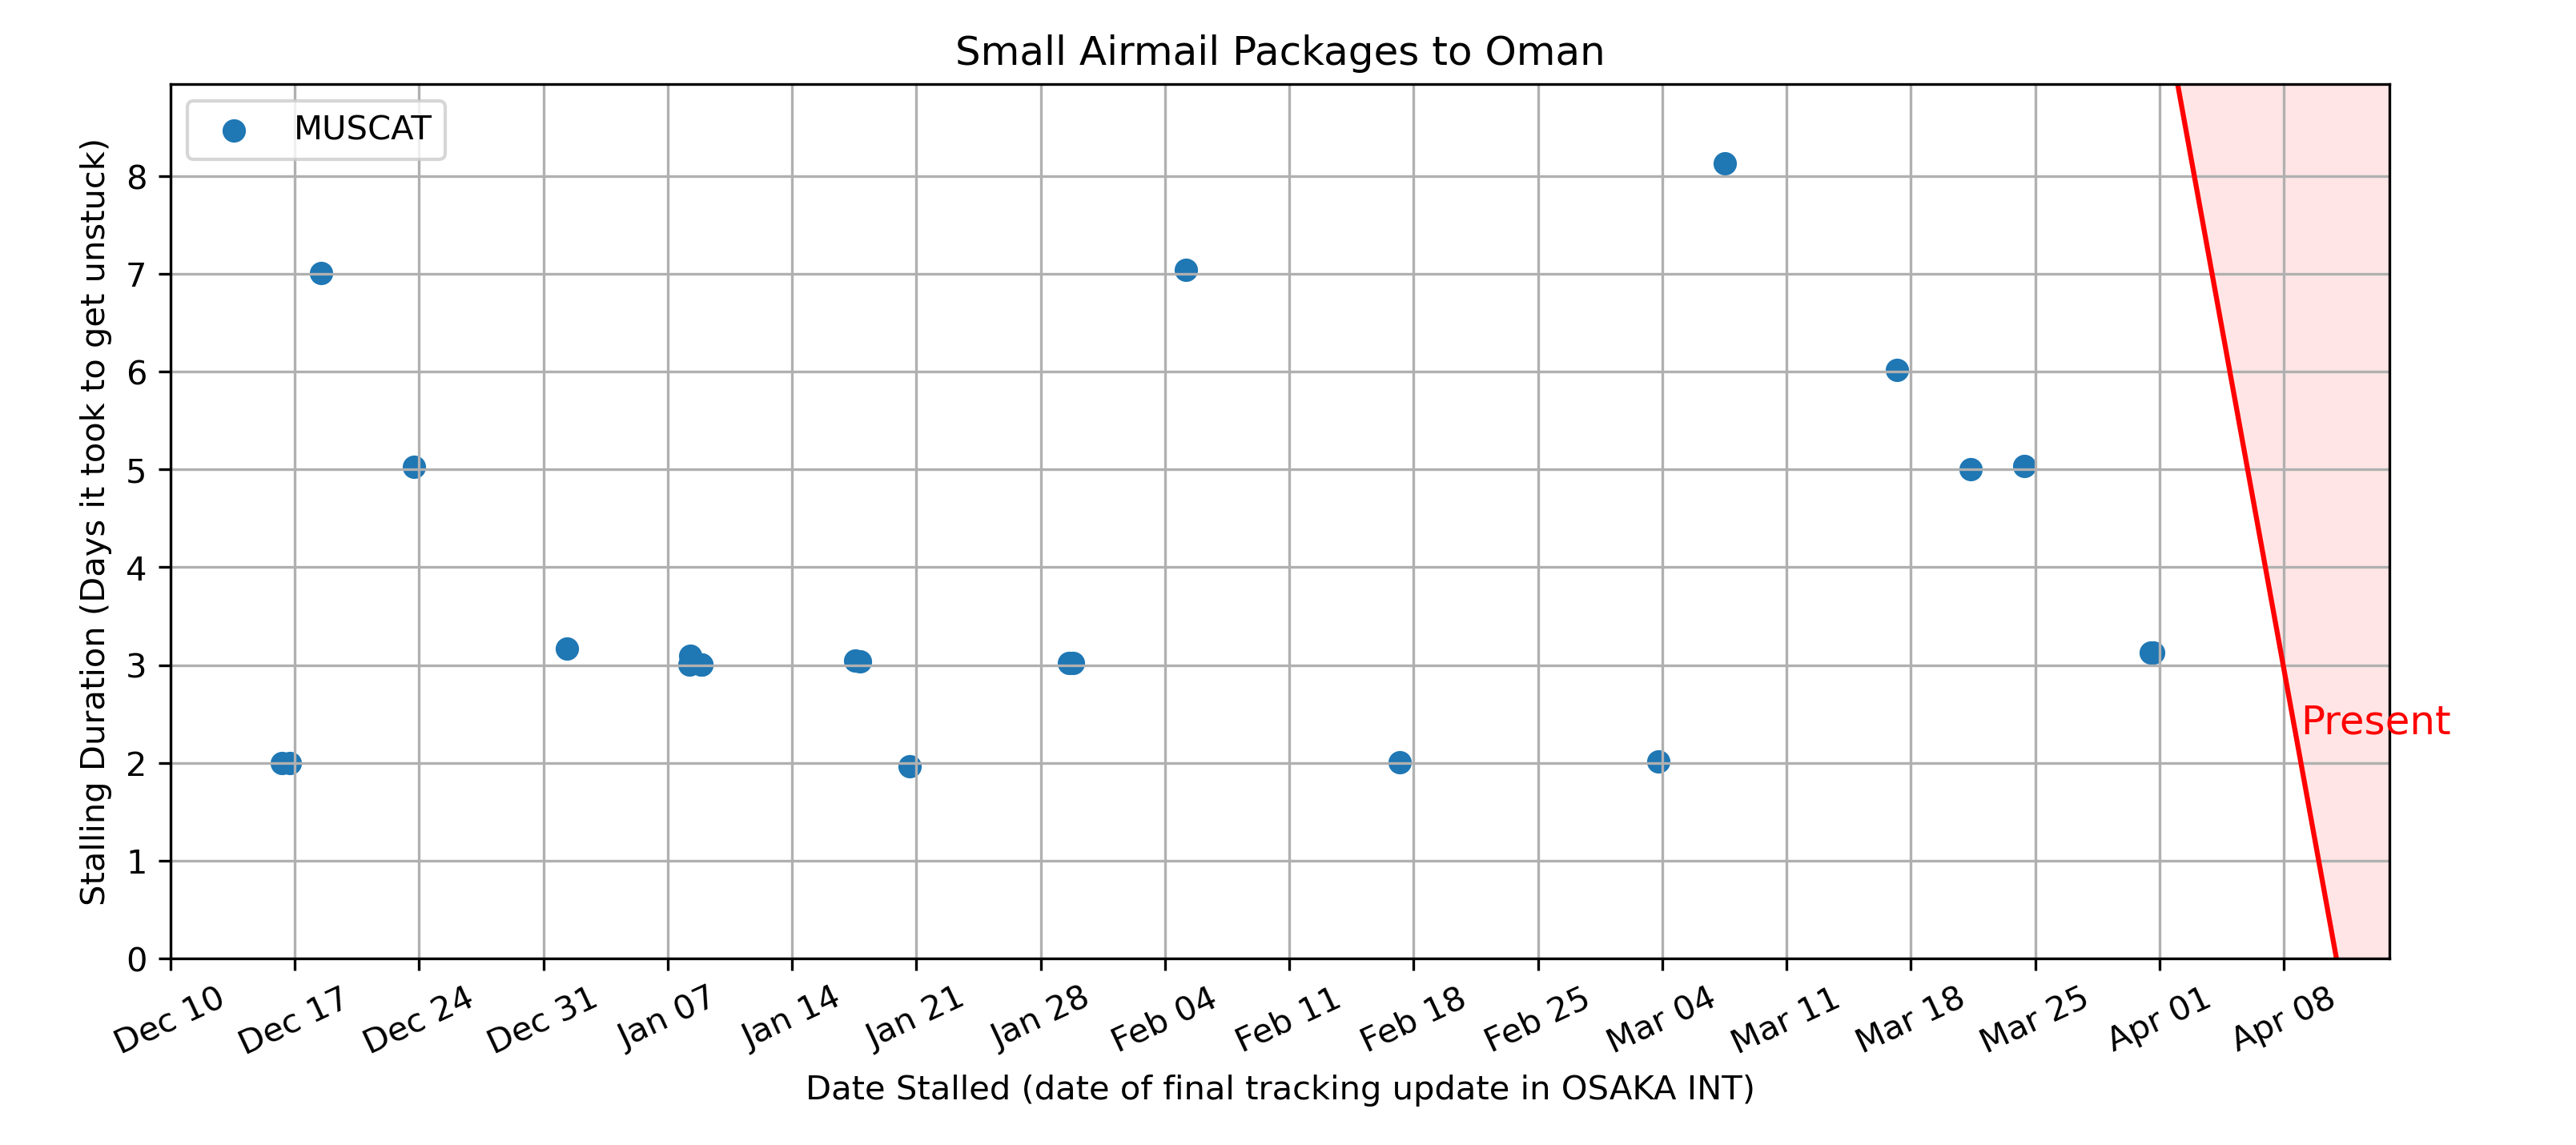 Small Airmail Packages to Oman
MUSCAT
Stalling Duration (Days it took to get unstuck)
8
7
6
5
4
3
2
1
0
Present
Dec 10
Dec 17
Dec 24
Dec 31
Jan 07
Jan 14
Jan 21
Jan 28
Feb 04
Feb 11
Feb 18
Feb 25
Mar 04
Mar 11
Mar 18
Mar 25
Apr 01
Apr 08
Date Stalled (date of final tracking update in OSAKA INT)